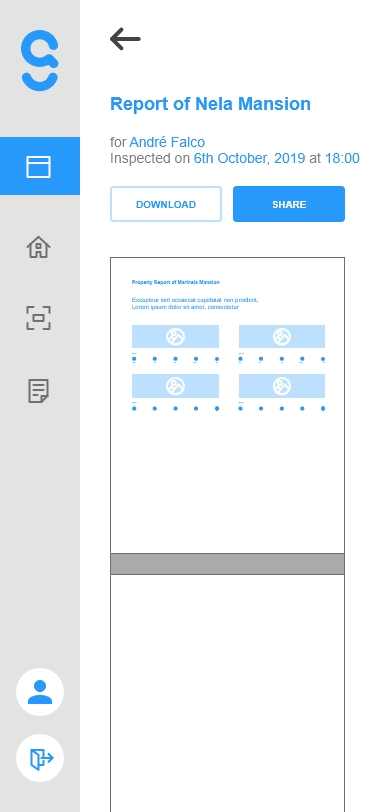 Report of Nela Mansion
for André Falco
Inspected on 6th October, 2019 at 18:00
DOWNLOAD
SHARE
Property Report of Marinela Mansion
Excepteur sint occaecat cupidatat non proident,
Lorem ipsum dolor sit amet, consectetur